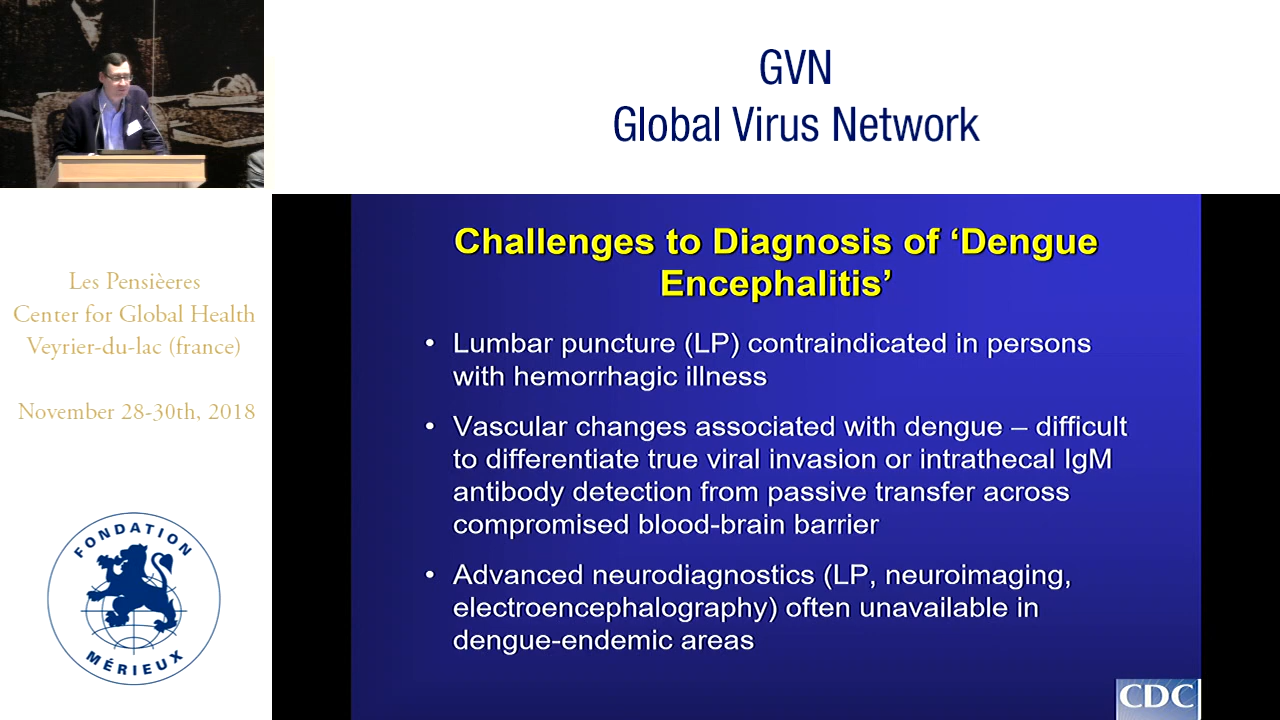 GVN
Global Virus Network
Les Pensièeres
Center for Global Health
Veyrier-du-lac (france)
November 28-30th, 2018
FONDATION
MÉRIEUX
Challenges to Diagnosis of ‘Dengue
Encephalitis’
• Lumbar puncture (LP) contraindicated in persons
with hemorrhagic illness
• Vascular changes associated with dengue – difficult
to differentiate true viral invasion or intrathecal IgM
antibody detection from passive transfer across
compromised blood-brain barrier
• Advanced neurodiagnostics (LP, neuroimaging,
electroencephalography) often unavailable in
dengue-endemic areas
CDC